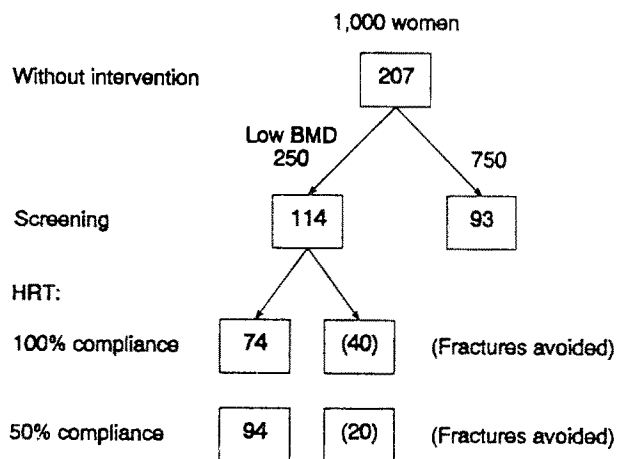 1,000 women
Without intervention
207
Low BMD
250
750
Screening
114
93
HRT:
100% compliance
74
(40)
(Fractures avoided)
50% compliance
94
(20)
(Fractures avoided)